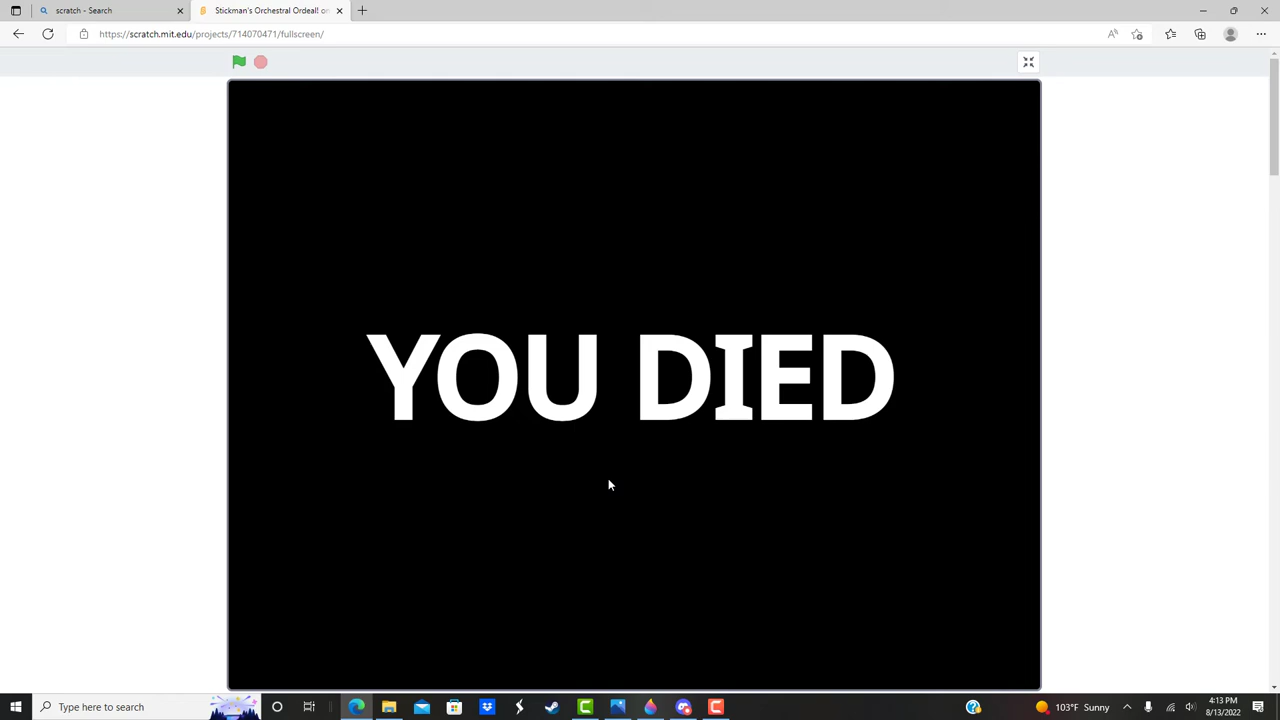 scratch - Search
Stickman's Orchestral Ordeal! on
https://scratch.mit.edu/projects/714070471/fullscreen/
YOU DIED
Type here to search
103°F Sunny
4:13 PM
8/13/2022